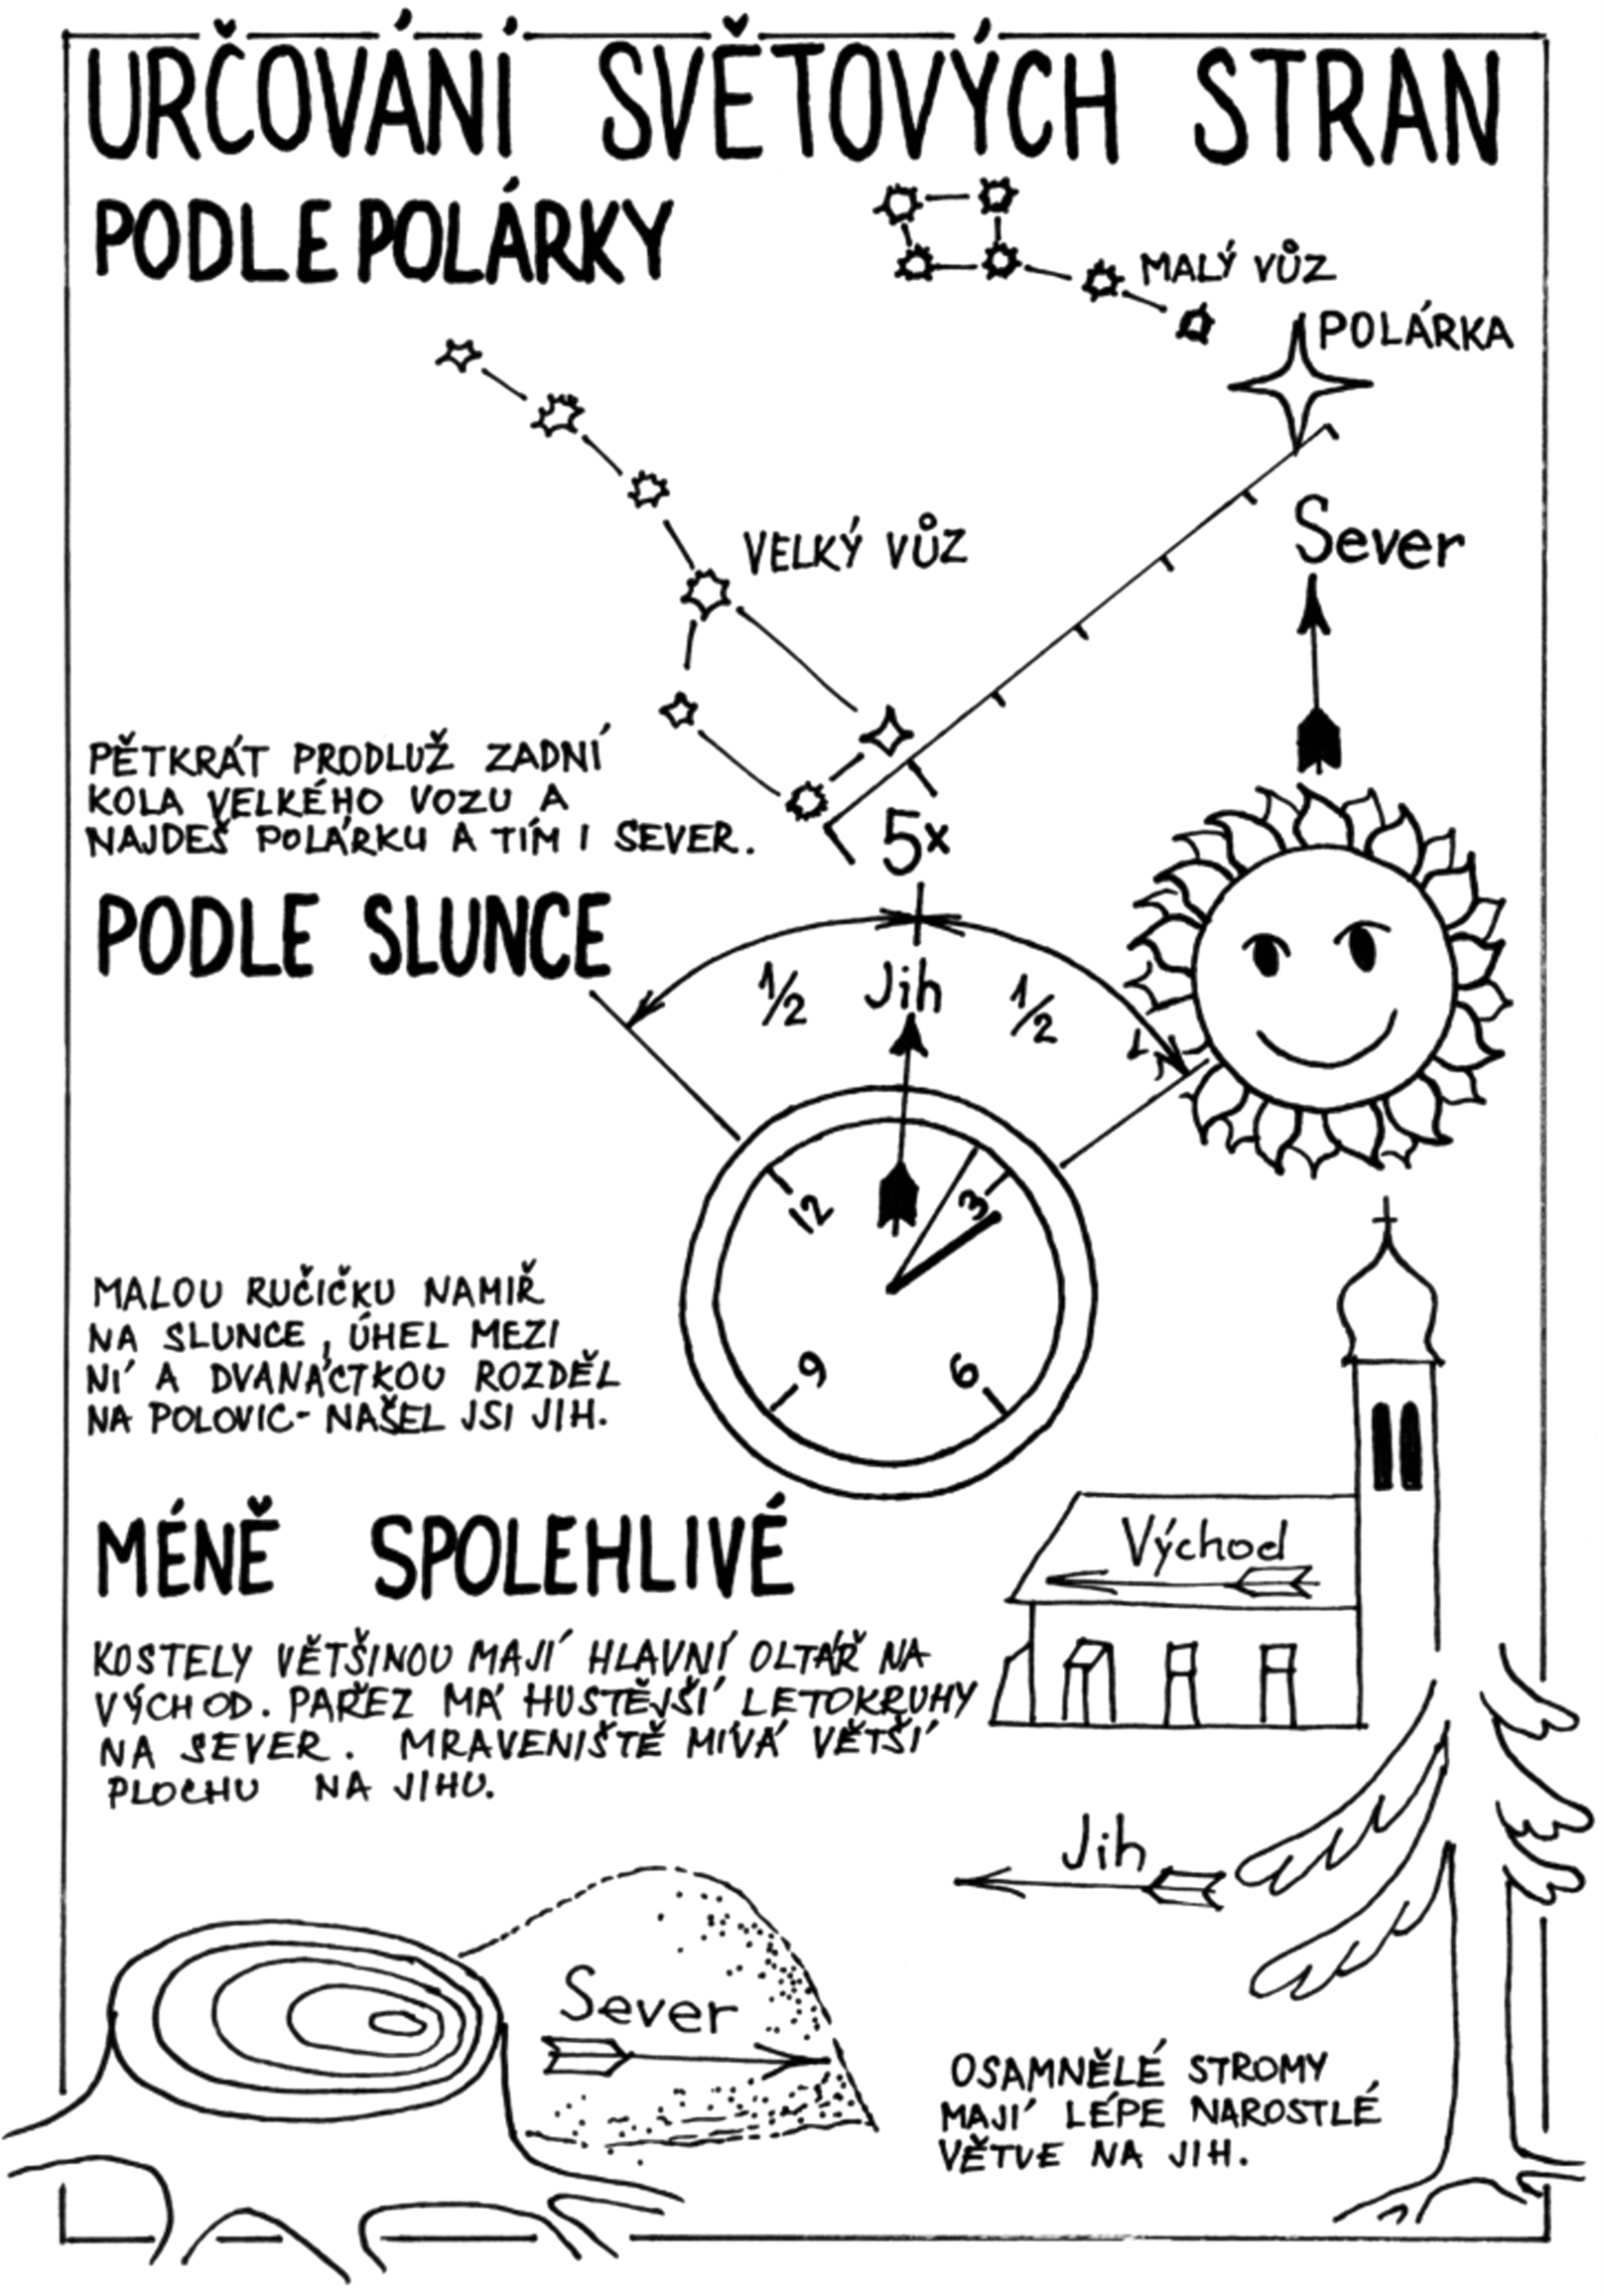 URČOVÁNÍ SVĚTOVÝCH STRAN
PODLE POLÁRKY
MALÝ VŮZ
POLÁRKA
VELKÝ VŮZ
Sever
PĚTKRÁT PRODLUŽ ZADNÍ
KOLA VELKÉHO VOZU A
NAJDEŠ POLÁRKU A TÍM I SEVER.
5x
PODLE SLUNCE
1/2 Jih 1/2
12 3
9 6
MALOU RUČIČKU NAMIŘ
NA SLUNCE, ÚHEL MEZI
NÍ A DVANÁCTKOU ROZDĚL
NA POLOVIC - NAŠEL JSI JIH.
MÉNĚ SPOLEHLIVÉ
Východ
KOSTELY VĚTŠINOU MAJÍ HLAVNÍ OLTÁŘ NA
VÝCHOD. PAŘEZ MÁ HUSTĚJŠÍ LETOKRUHY
NA SEVER. MRAVENIŠTĚ MÍVÁ VĚTŠÍ
PLOCHU NA JIHU.
Jih
Sever
OSAMNĚLÉ STROMY
MAJÍ LÉPE NAROSTLÉ
VĚTVE NA JIH.